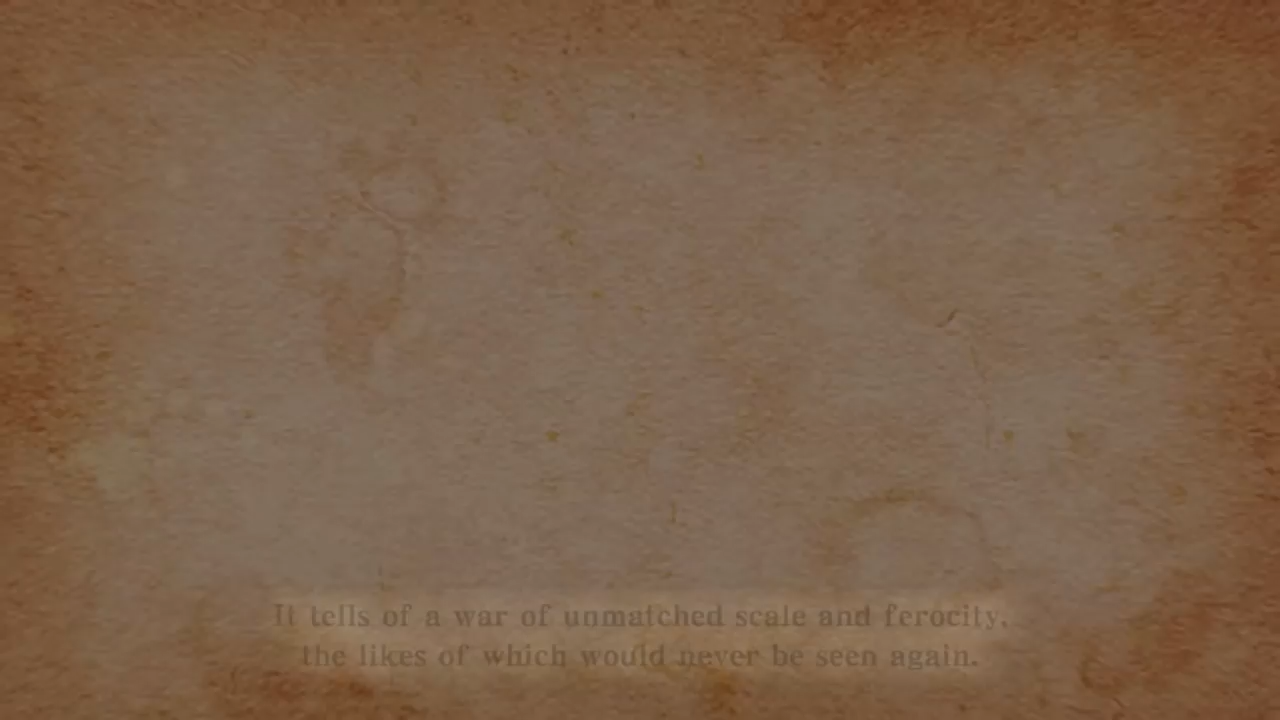 It tells of a war of unmatched scale and ferocity,
the likes of which would never be seen again.